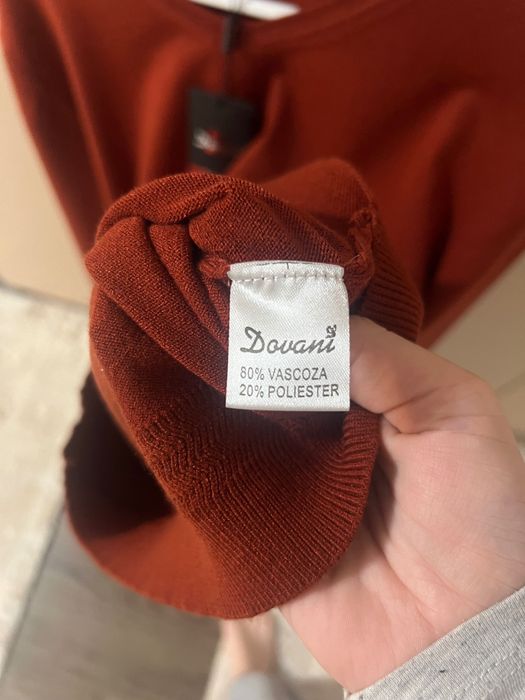 Dovani
80% VASCOZA
20% POLIESTER